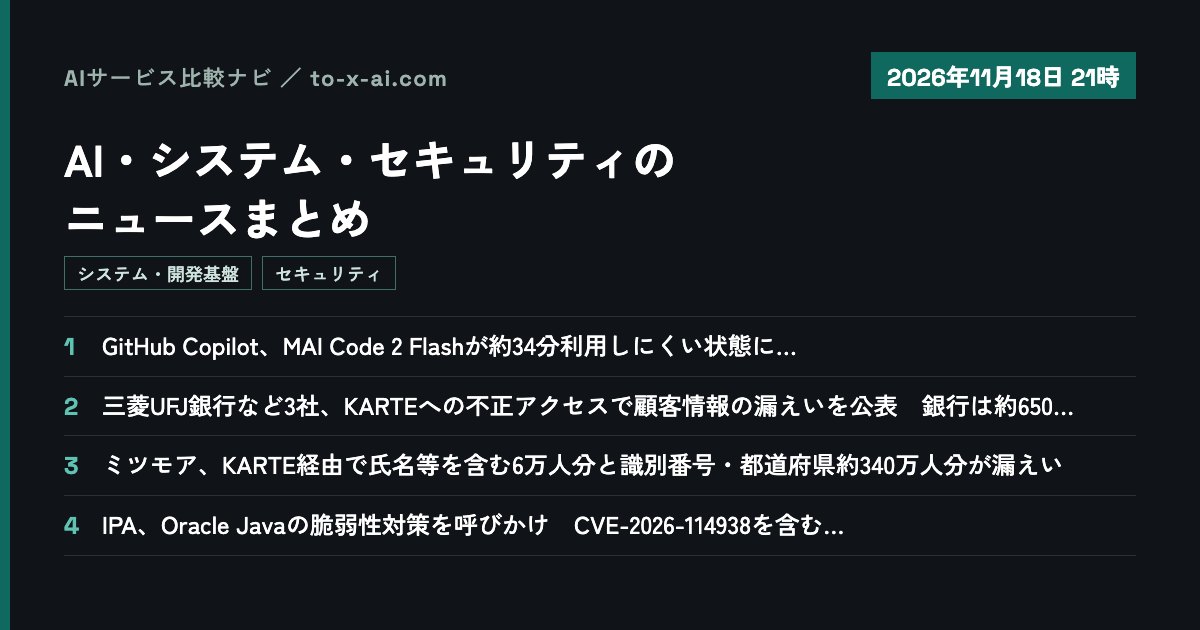 AIサービス比較ナビ ／ to-x-ai.com
2026年11月18日 21時
AI・システム・セキュリティの
ニュースまとめ
システム・開発基盤
セキュリティ
1 GitHub Copilot、MAI Code 2 Flashが約34分利用しにくい状態に…
2 三菱UFJ銀行など3社、KARTEへの不正アクセスで顧客情報の漏えいを公表　銀行は約650…
3 ミツモア、KARTE経由で氏名等を含む6万人分と識別番号・都道府県約340万人分が漏えい
4 IPA、Oracle Javaの脆弱性対策を呼びかけ　CVE-2026-114938を含む…